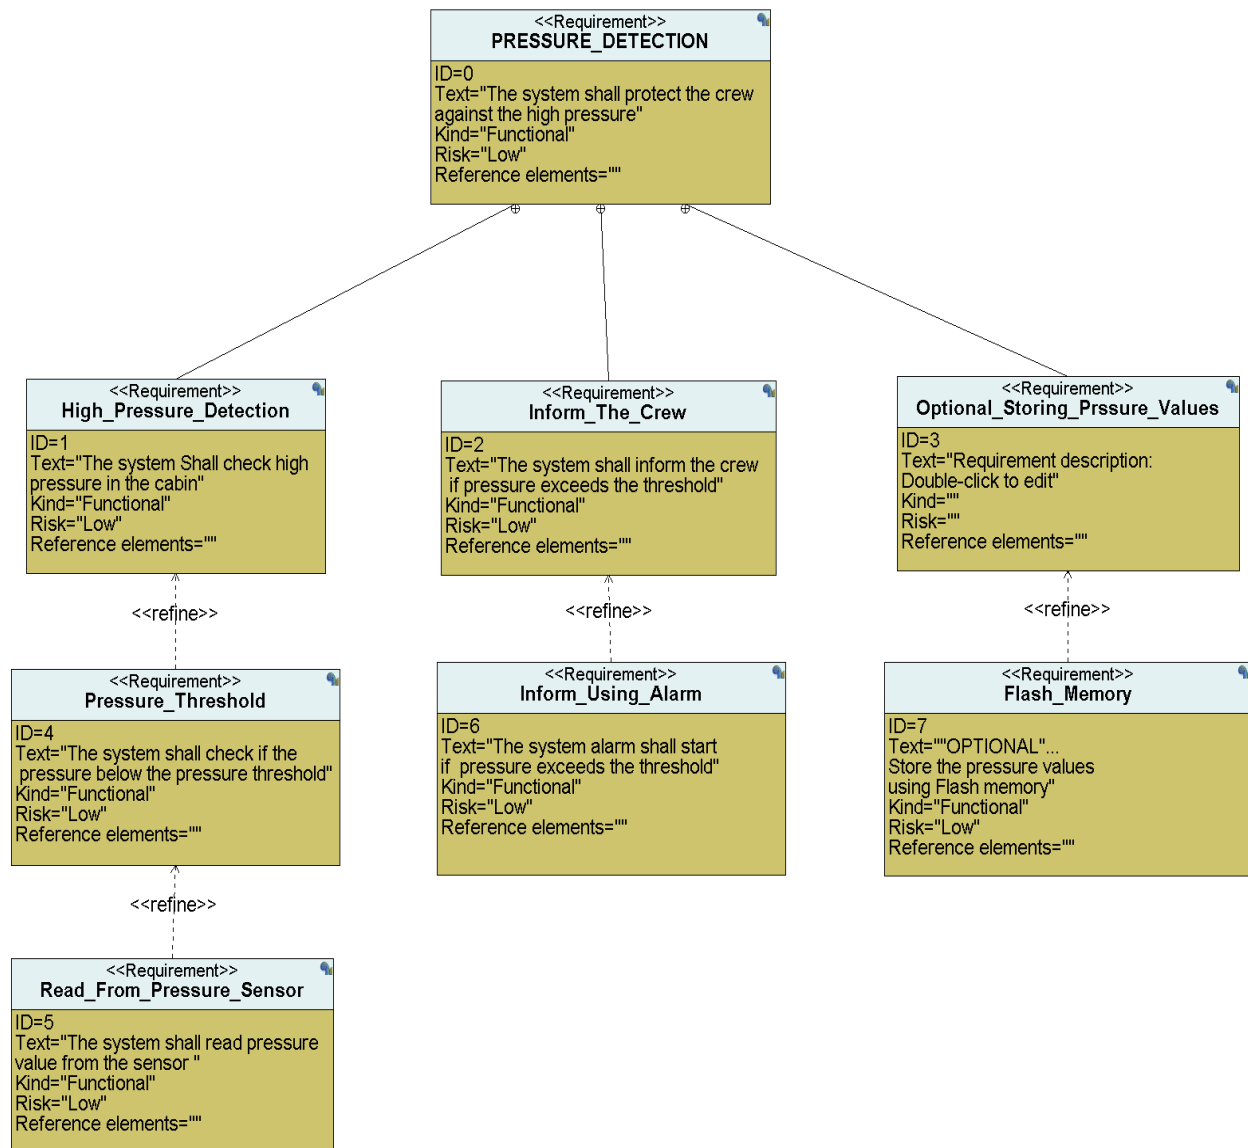 <<Requirement>>
PRESSURE_DETECTION
ID=0
Text="The system shall protect the crew
against the high pressure"
Kind="Functional"
Risk="Low"
Reference elements=""
<<Requirement>>
High_Pressure_Detection
ID=1
Text="The system Shall check high
pressure in the cabin"
Kind="Functional"
Risk="Low"
Reference elements=""
<<Requirement>>
Inform_The_Crew
ID=2
Text="The system shall inform the crew
if pressure exceeds the threshold"
Kind="Functional"
Risk="Low"
Reference elements=""
<<Requirement>>
Optional_Storing_Prssure_Values
ID=3
Text="Requirement description:
Double-click to edit"
Kind=""
Risk=""
Reference elements=""
<<refine>>
<<refine>>
<<refine>>
<<Requirement>>
Pressure_Threshold
ID=4
Text="The system shall check if the
pressure below the pressure threshold"
Kind="Functional"
Risk="Low"
Reference elements=""
<<Requirement>>
Inform_Using_Alarm
ID=6
Text="The system alarm shall start
if  pressure exceeds the threshold"
Kind="Functional"
Risk="Low"
Reference elements=""
<<Requirement>>
Flash_Memory
ID=7
Text=""OPTIONAL"...
Store the pressure values
using Flash memory"
Kind="Functional"
Risk="Low"
Reference elements=""
<<refine>>
<<Requirement>>
Read_From_Pressure_Sensor
ID=5
Text="The system shall read pressure
value from the sensor "
Kind="Functional"
Risk="Low"
Reference elements=""